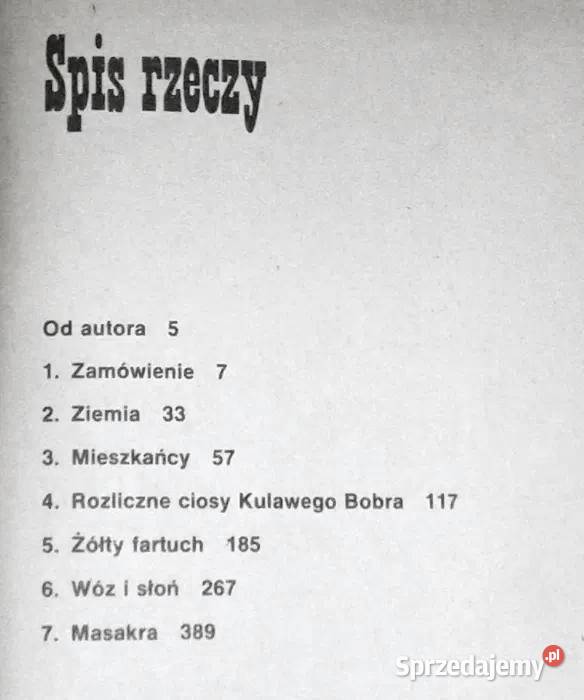 Spis rzeczy
Od autora 5
1. Zamówienie 7
2. Ziemia 33
3. Mieszkańcy 57
4. Rozliczne ciosy Kulawego Bobra 117
5. Żółty fartuch 185
6. Wóz i słoń 267
7. Masakra 389
Sprzedajemy.pl